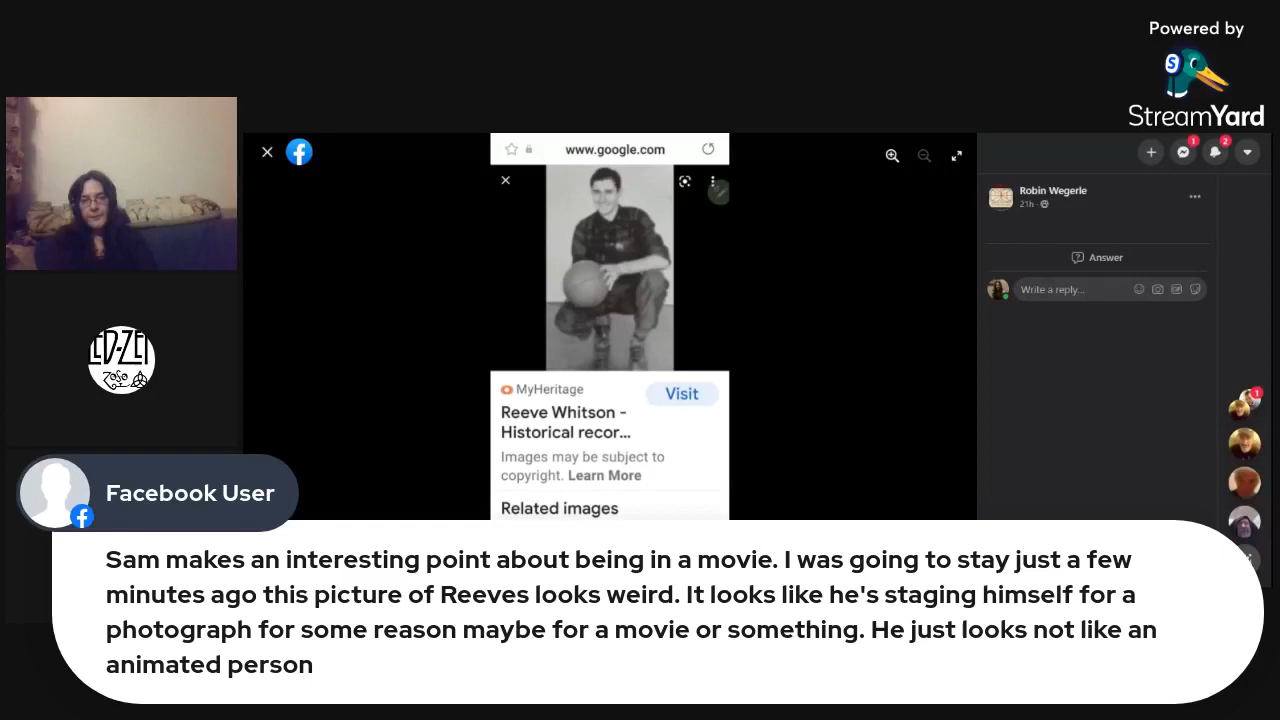 Powered by
StreamYard
www.google.com
Robin Wegerle
21h
Answer
Write a reply...
LED-ZEP
ZOSO
MyHeritage
Visit
Reeve Whitson -
Historical recor...
Images may be subject to
copyright. Learn More
Related images
Facebook User
Sam makes an interesting point about being in a movie. I was going to stay just a few
minutes ago this picture of Reeves looks weird. It looks like he's staging himself for a
photograph for some reason maybe for a movie or something. He just looks not like an
animated person